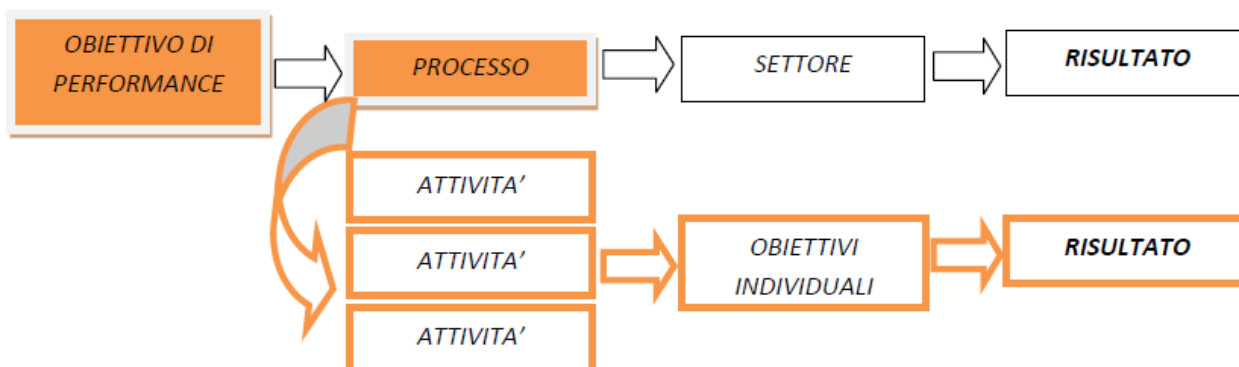 OBIETTIVO DI
PERFORMANCE
PROCESSO
SETTORE
RISULTATO
ATTIVITA’
ATTIVITA’
OBIETTIVI
INDIVIDUALI
RISULTATO
ATTIVITA’